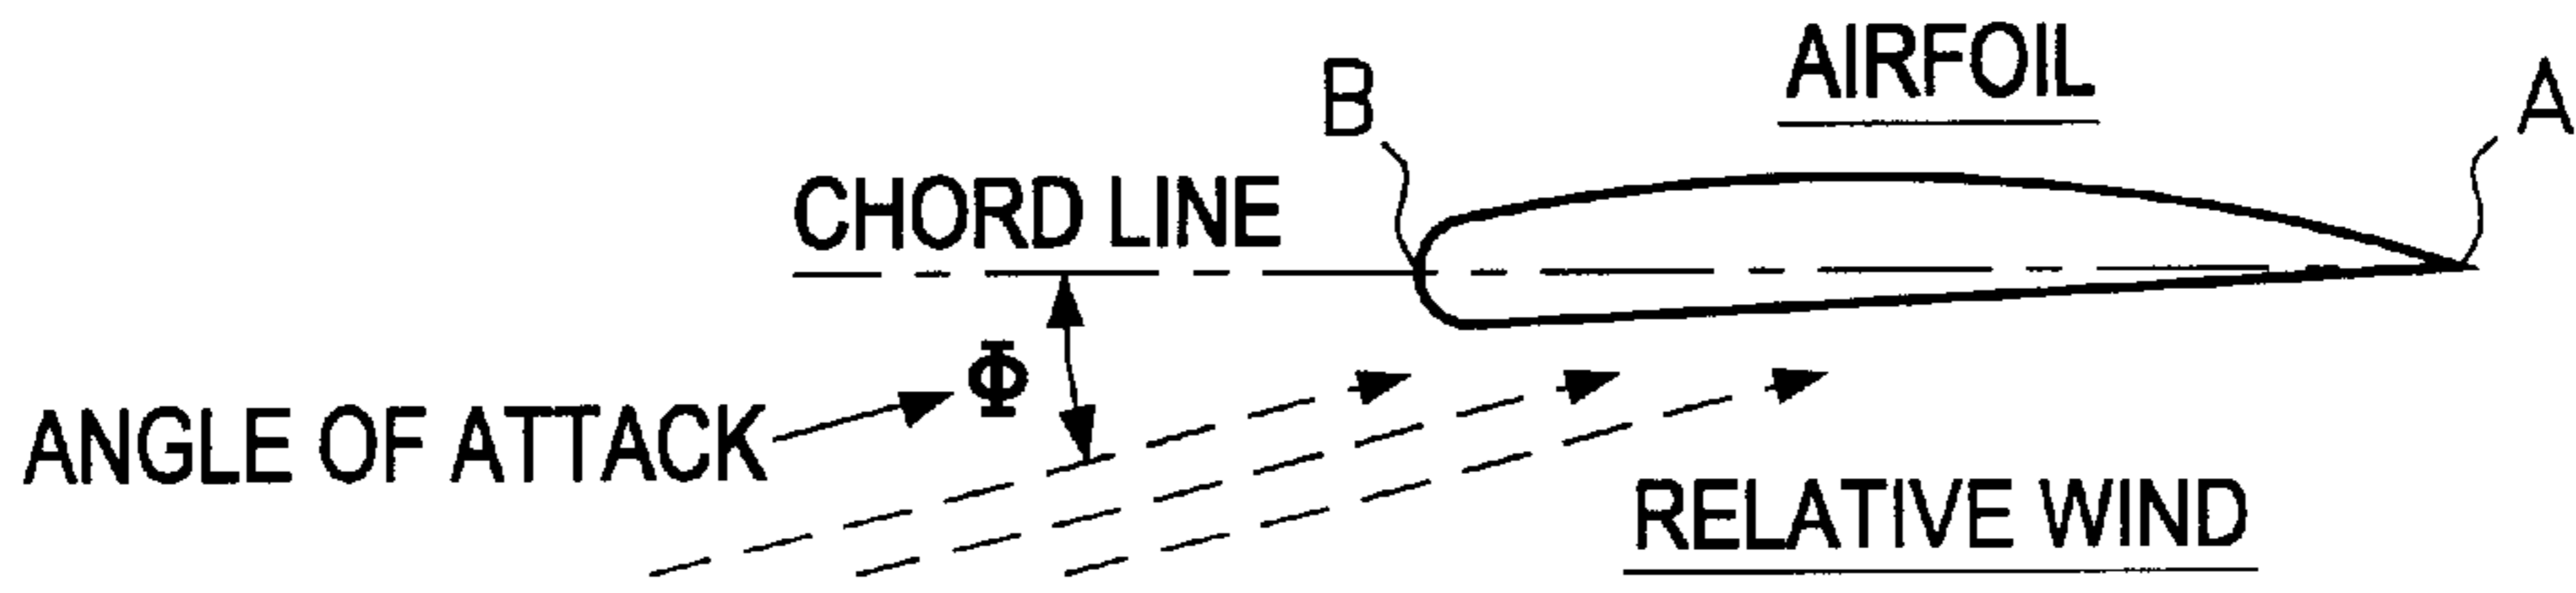 AIRFOIL
B
A
CHORD LINE
Φ
ANGLE OF ATTACK
RELATIVE WIND